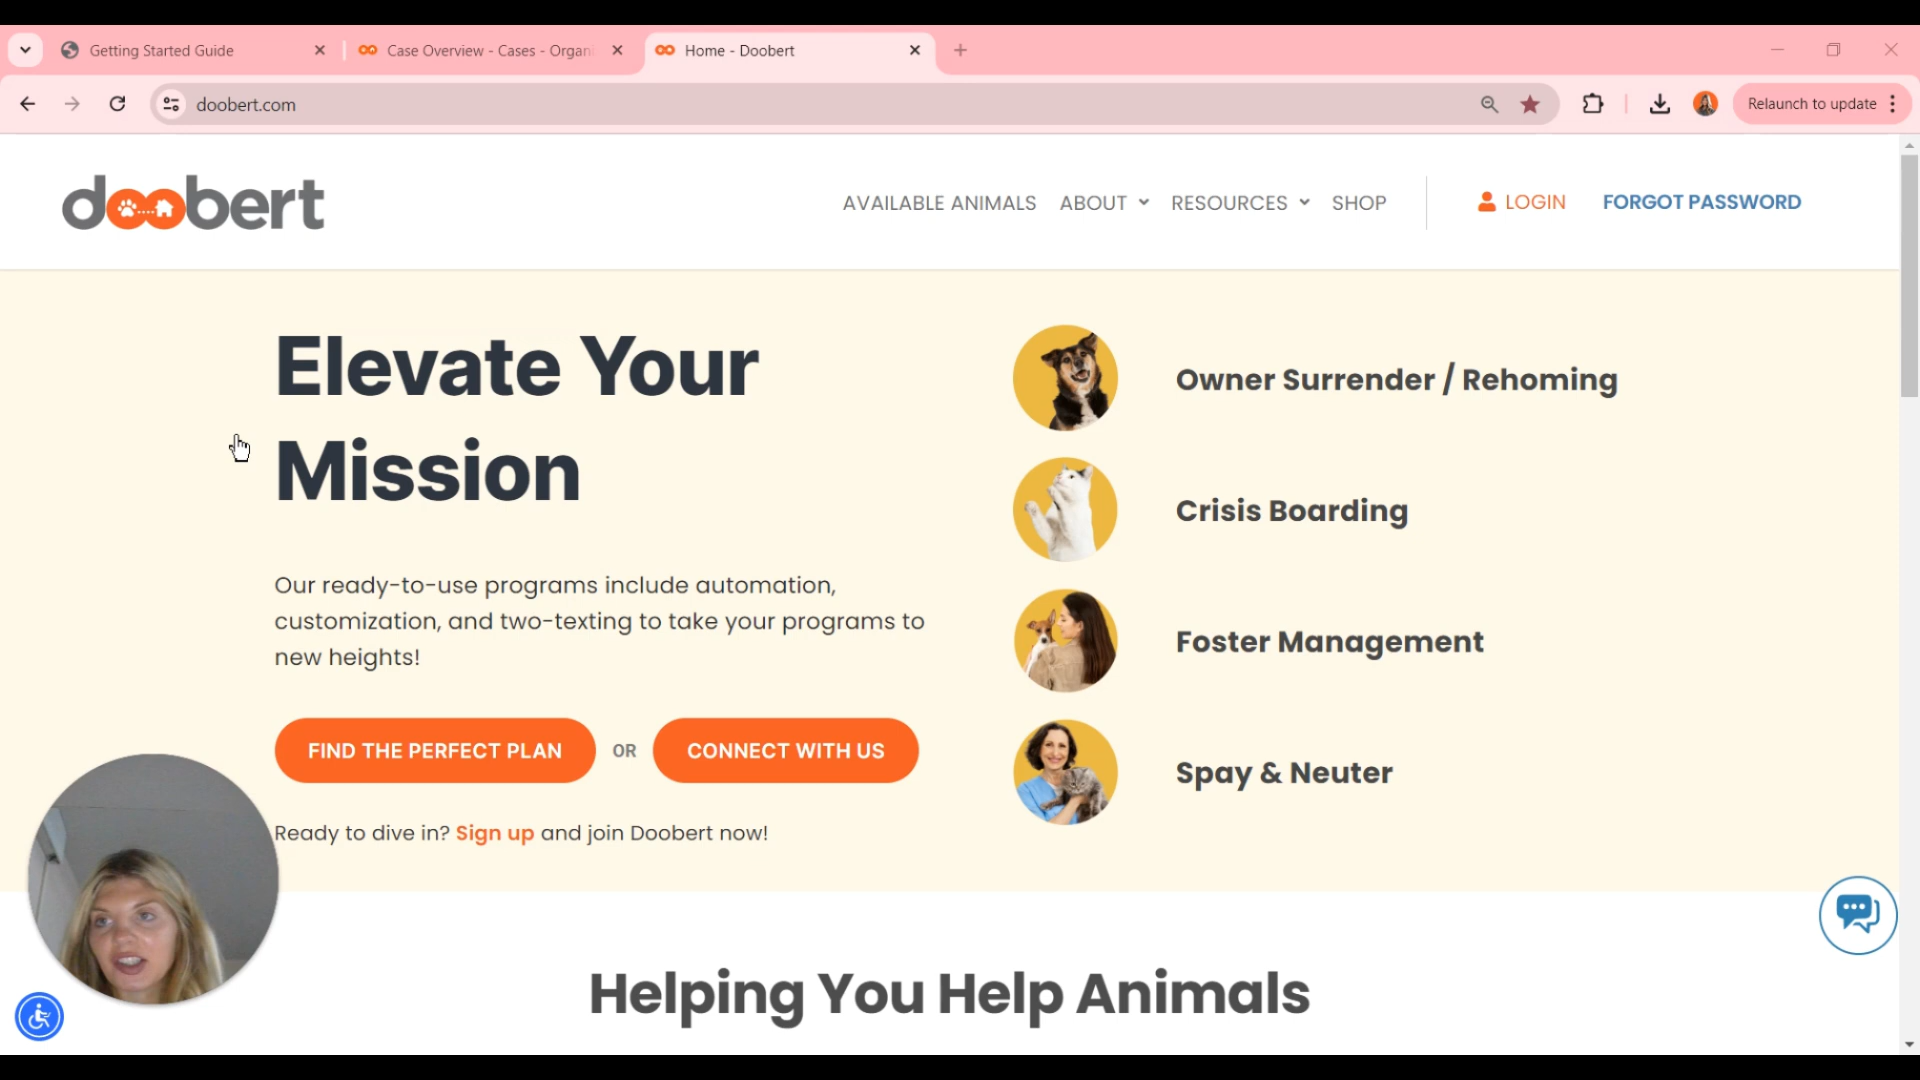 Getting Started Guide
Case Overview - Cases - Organi
Home - Doobert
doobert.com
Relaunch to update
doobert
AVAILABLE ANIMALS
ABOUT
RESOURCES
SHOP
LOGIN
FORGOT PASSWORD
Elevate Your
Mission
Our ready-to-use programs include automation,
customization, and two-texting to take your programs to
new heights!
FIND THE PERFECT PLAN
OR
CONNECT WITH US
Ready to dive in? Sign up and join Doobert now!
Owner Surrender / Rehoming
Crisis Boarding
Foster Management
Spay & Neuter
Helping You Help Animals